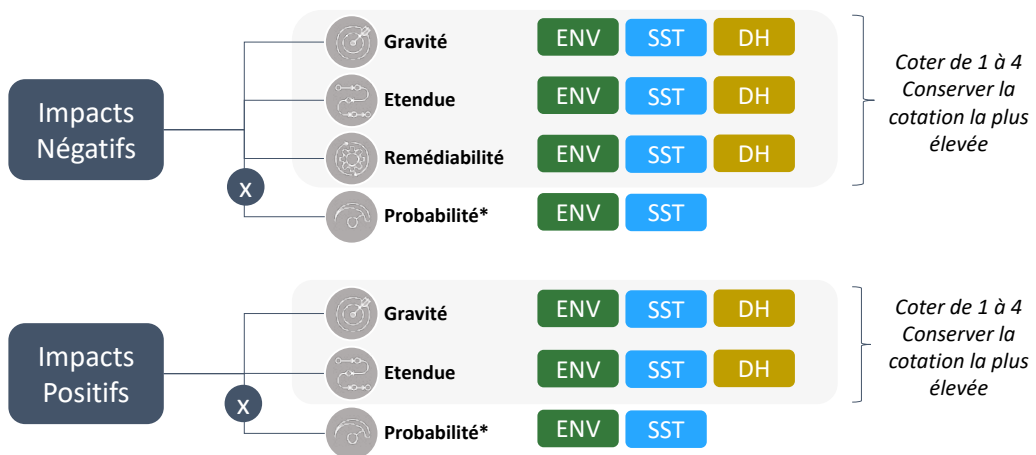 Gravité ENV SST DH
Etendue ENV SST DH
Remédiabilité ENV SST DH
Probabilité* ENV SST
Impacts
Négatifs
X
Coter de 1 à 4
Conserver la
cotation la plus
élevée
Gravité ENV SST DH
Etendue ENV SST DH
Probabilité* ENV SST
Impacts
Positifs
X
Coter de 1 à 4
Conserver la
cotation la plus
élevée